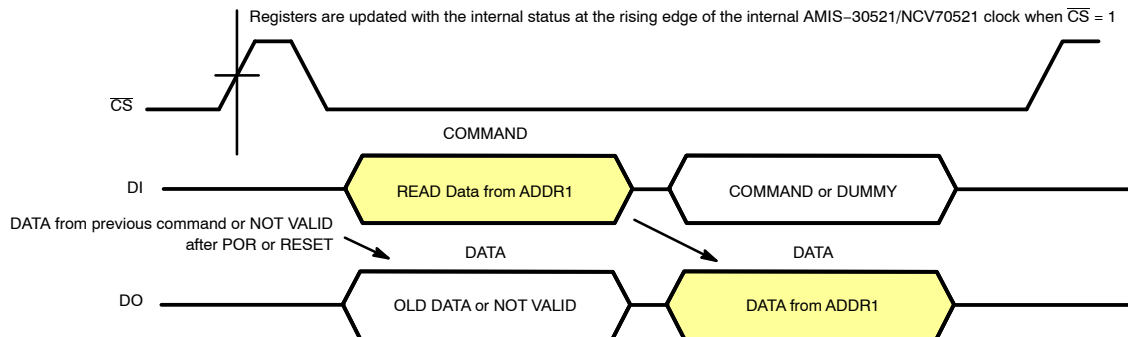 Registers are updated with the internal status at the rising edge of the internal AMIS−30521/NCV70521 clock when C̅S̅ = 1
C̅S̅
COMMAND
DI
READ Data from ADDR1
COMMAND or DUMMY
DATA from previous command or NOT VALID
after POR or RESET
DATA
DATA
DO
OLD DATA or NOT VALID
DATA from ADDR1